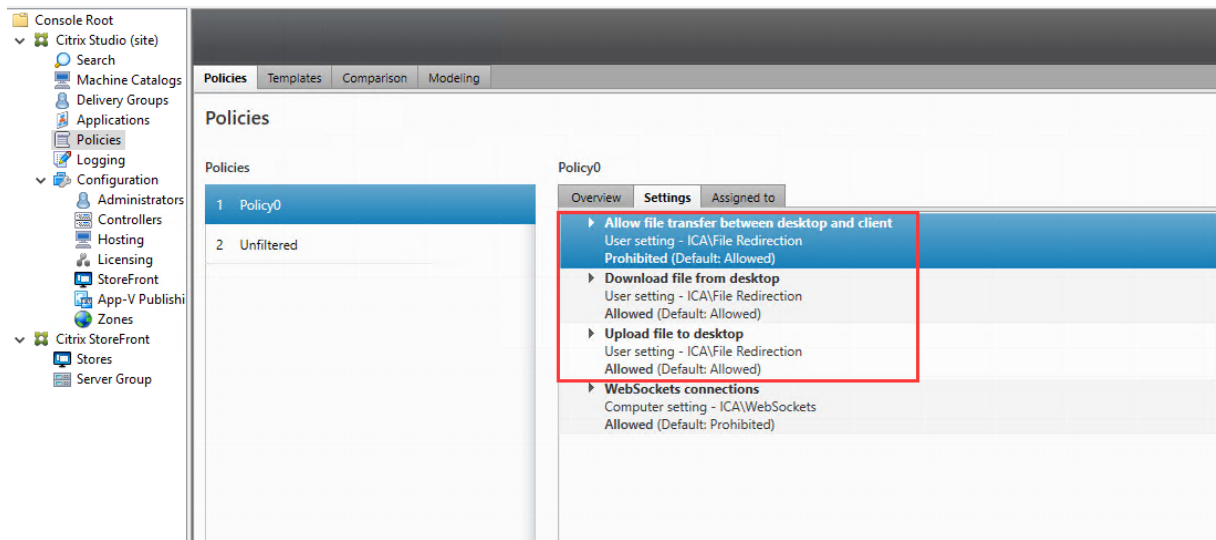 Console Root
Citrix Studio (site)
Search
Machine Catalogs
Delivery Groups
Applications
Policies
Logging
Configuration
Administrators
Controllers
Hosting
Licensing
StoreFront
App-V Publishi
Zones
Citrix StoreFront
Stores
Server Group
Policies Templates Comparison Modeling
Policies
Policies
1 Policy0
2 Unfiltered
Policy0
Overview Settings Assigned to
Allow file transfer between desktop and client
User setting - ICA\File Redirection
Prohibited (Default: Allowed)
Download file from desktop
User setting - ICA\File Redirection
Allowed (Default: Allowed)
Upload file to desktop
User setting - ICA\File Redirection
Allowed (Default: Allowed)
WebSockets connections
Computer setting - ICA\WebSockets
Allowed (Default: Prohibited)